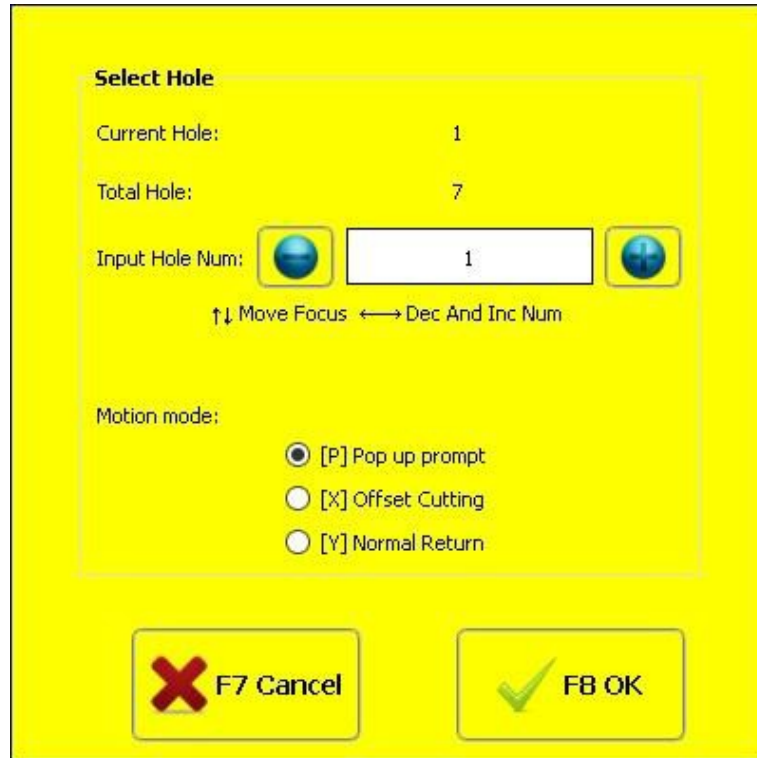 Select Hole
Current Hole: 1
Total Hole: 7
Input Hole Num: 1
↑↓ Move Focus ⟷ Dec And Inc Num
Motion mode:
[P] Pop up prompt
[X] Offset Cutting
[Y] Normal Return
F7 Cancel
F8 OK